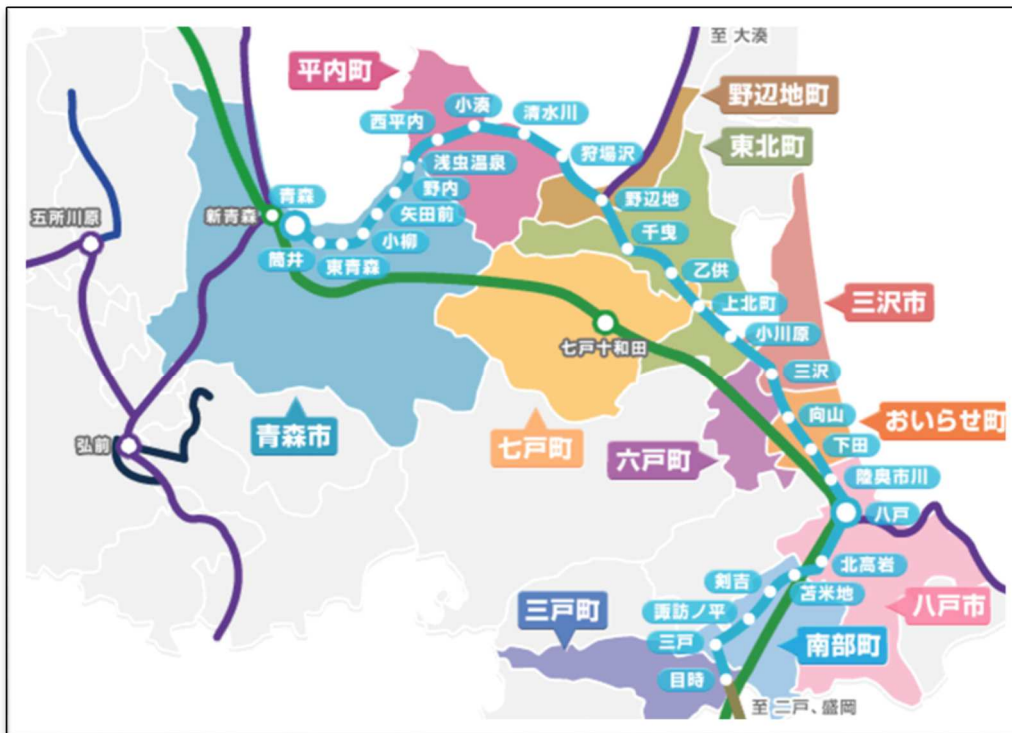 至 大湊
平内町
野辺地町
小湊
清水川
西平内
東北町
狩場沢
浅虫温泉
野内
青森
野辺地
矢田前
新青森
五所川原
小柳
千曳
筒井
東青森
乙供
上北町
三沢市
小川原
七戸十和田
三沢
向山
おいらせ町
青森市
七戸町
下田
弘前
六戸町
陸奥市川
八戸
北高岩
剣吉
苫米地
三戸町
八戸市
諏訪ノ平
三戸
南部町
目時
至 二戸、盛岡